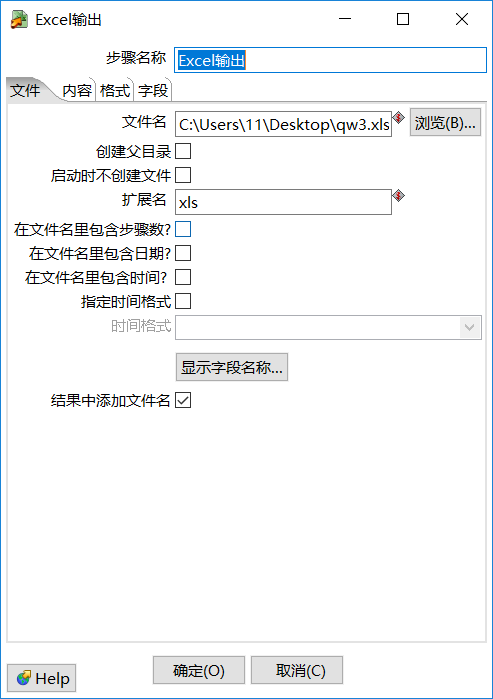 Excel输出
步骤名称 Excel输出
文件 内容 格式 字段
文件名 C:\Users\11\Desktop\qw3.xls 浏览(B)...
创建父目录
启动时不创建文件
扩展名 xls
在文件名里包含步骤数?
在文件名里包含日期?
在文件名里包含时间?
指定时间格式
时间格式
显示字段名称...
结果中添加文件名
Help 确定(O) 取消(C)